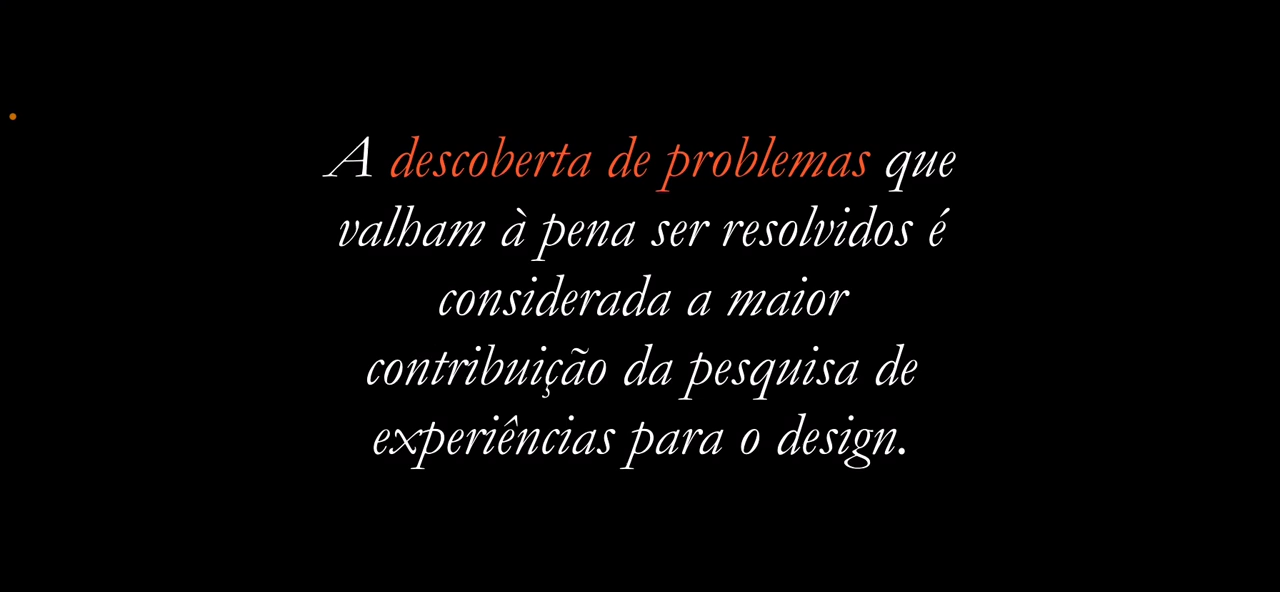 A descoberta de problemas que
valham à pena ser resolvidos é
considerada a maior
contribuição da pesquisa de
experiências para o design.